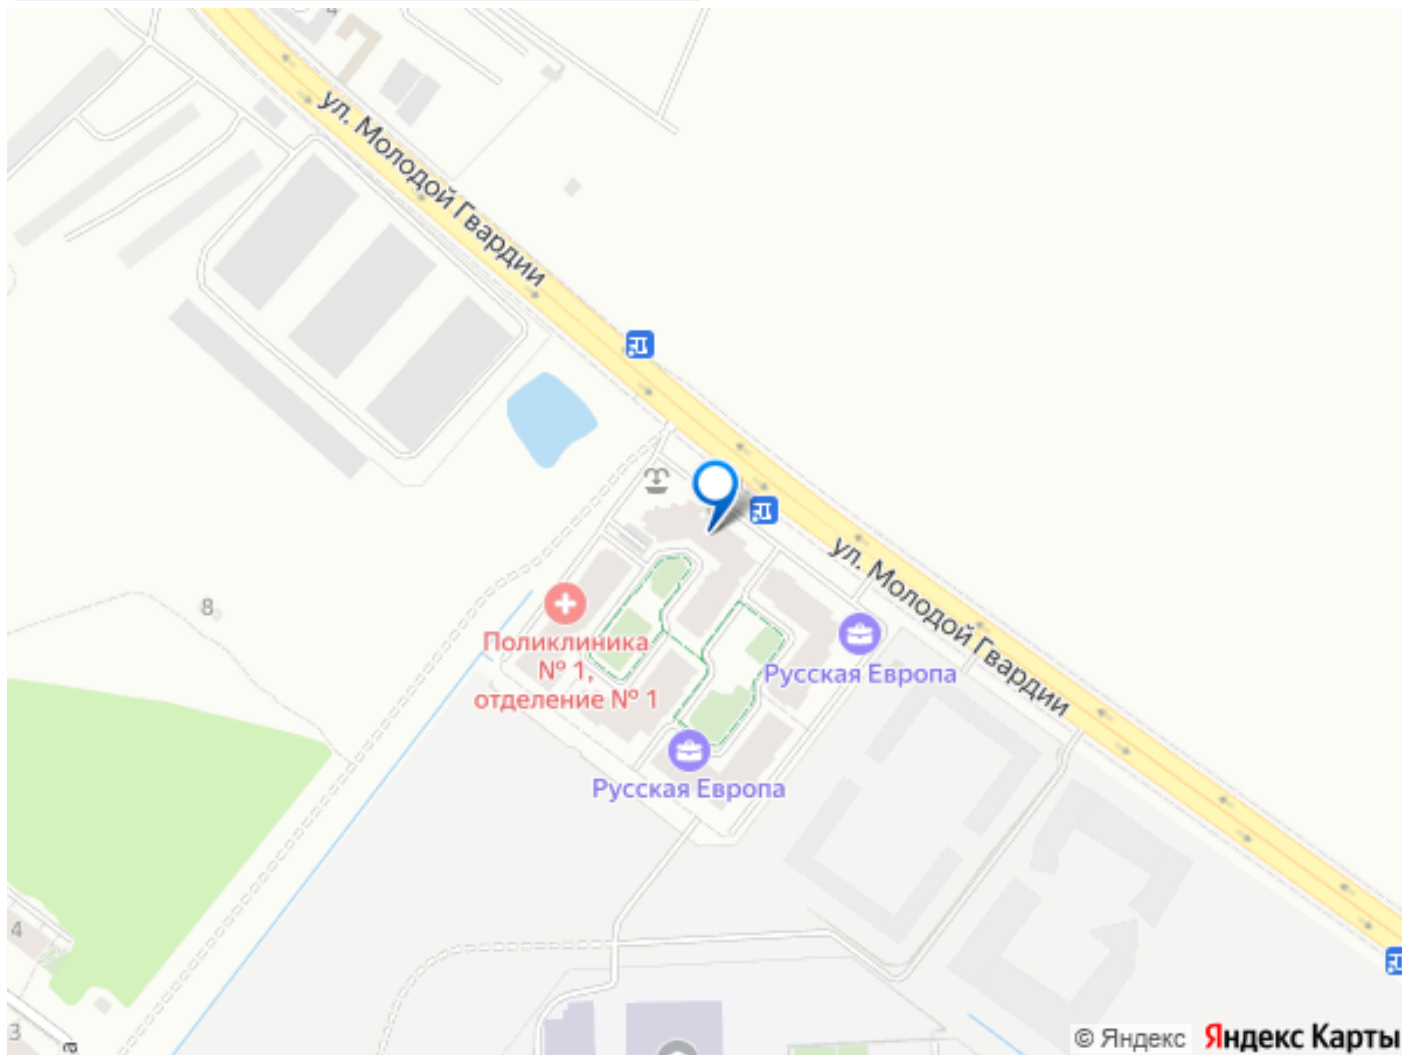 4
ул. Молодой Гвардии
ул. Молодой Гвардии
8
Поликлиника
№ 1,
отделение № 1
Русская Европа
Русская Европа
4
3
а
© Яндекс Яндекс Карты